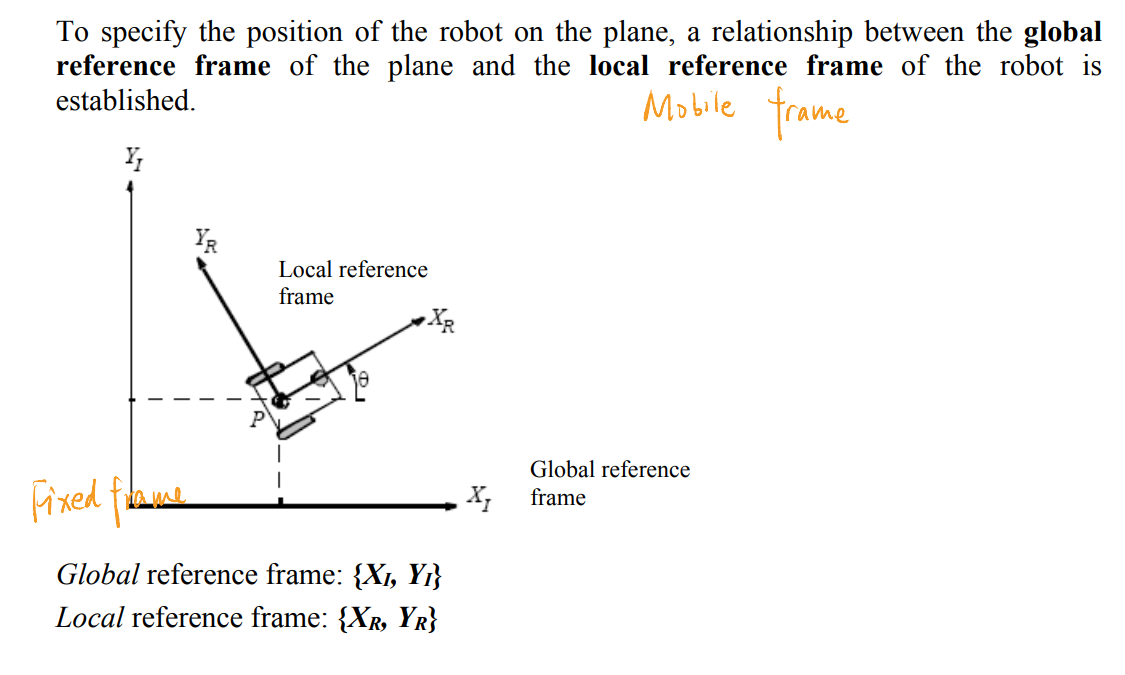 To specify the position of the robot on the plane, a relationship between the global
reference frame of the plane and the local reference frame of the robot is
established.
Mobile frame
Y_I
Y_R
Local reference
frame
X_R
θ
P
Global reference
frame
Fixed frame
X_I
Global reference frame: {X_I, Y_I}
Local reference frame: {X_R, Y_R}